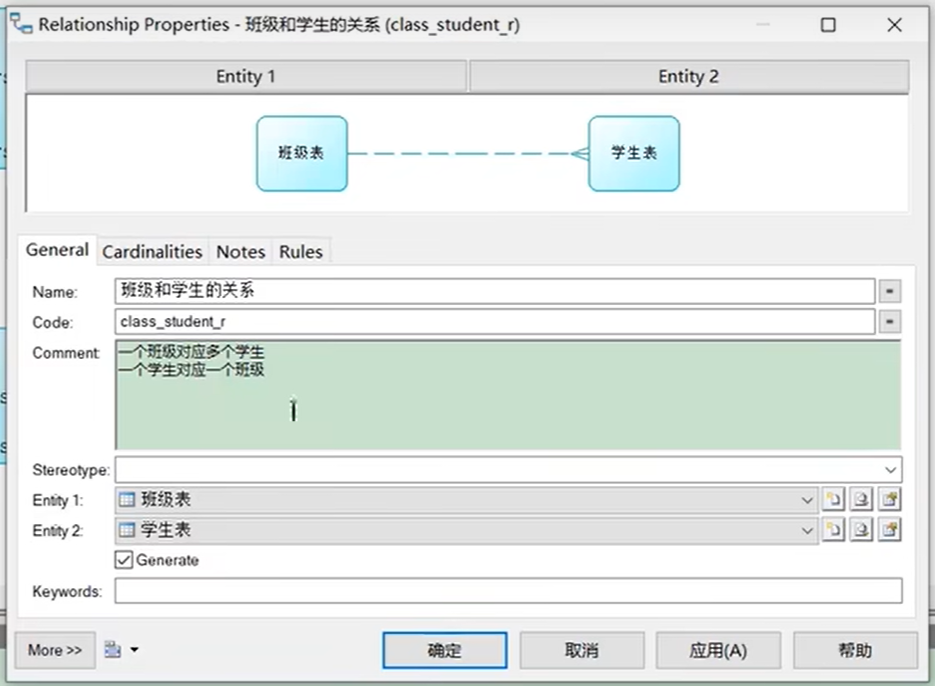 Relationship Properties - 班级和学生的关系 (class_student_r)
Entity 1 Entity 2
班级表 学生表
General Cardinalities Notes Rules
Name: 班级和学生的关系 =
Code: class_student_r =
Comment: 一个班级对应多个学生
一个学生对应一个班级
Stereotype:
Entity 1: 班级表
Entity 2: 学生表
Generate
Keywords:
More >> 确定 取消 应用(A) 帮助